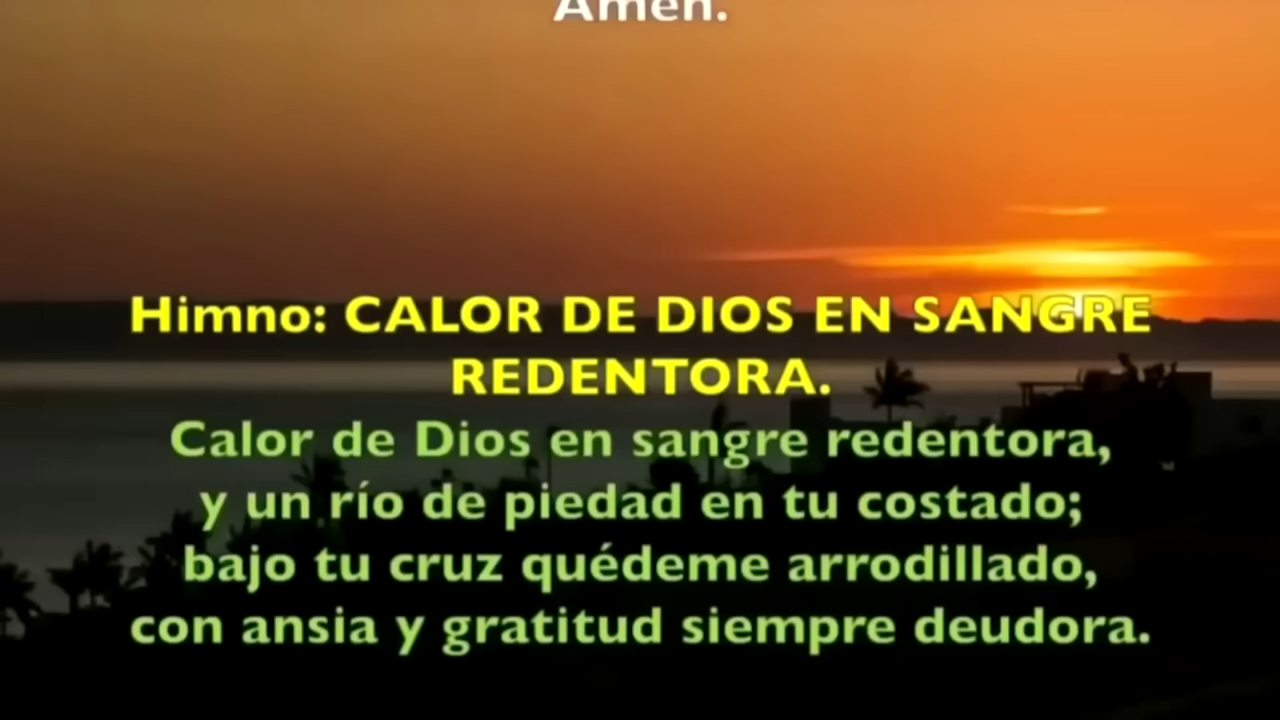 Amén.
Himno: CALOR DE DIOS EN SANGRE
REDENTORA.
Calor de Dios en sangre redentora,
y un río de piedad en tu costado;
bajo tu cruz quédeme arrodillado,
con ansia y gratitud siempre deudora.